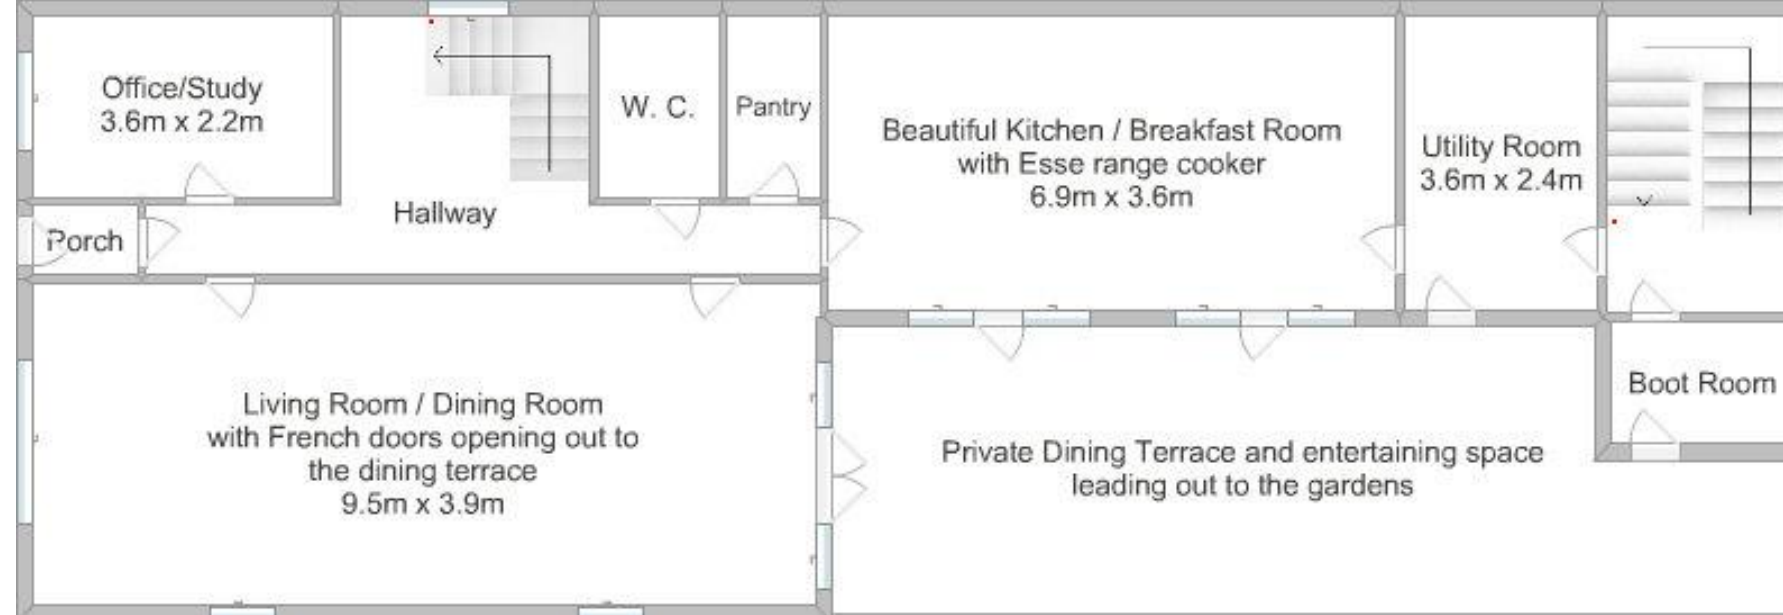 Office/Study
3.6m x 2.2m
W. C.
Pantry
Beautiful Kitchen / Breakfast Room
with Esse range cooker
6.9m x 3.6m
Utility Room
3.6m x 2.4m
Hallway
Porch
Living Room / Dining Room
with French doors opening out to
the dining terrace
9.5m x 3.9m
Private Dining Terrace and entertaining space
leading out to the gardens
Boot Room